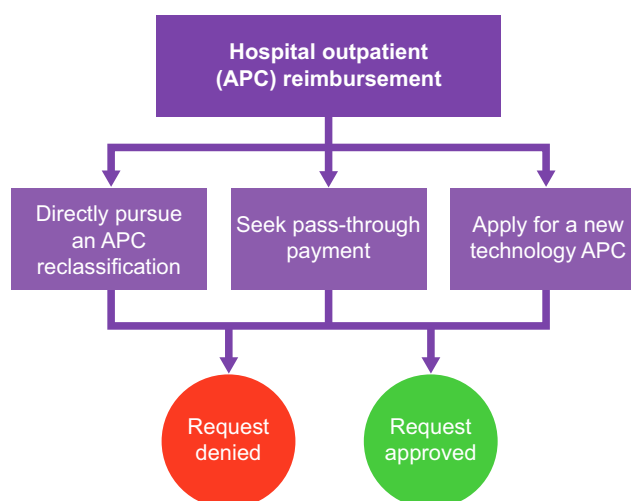 Hospital outpatient
(APC) reimbursement
Directly pursue
an APC
reclassification
Seek pass-through
payment
Apply for a new
technology APC
Request
denied
Request
approved